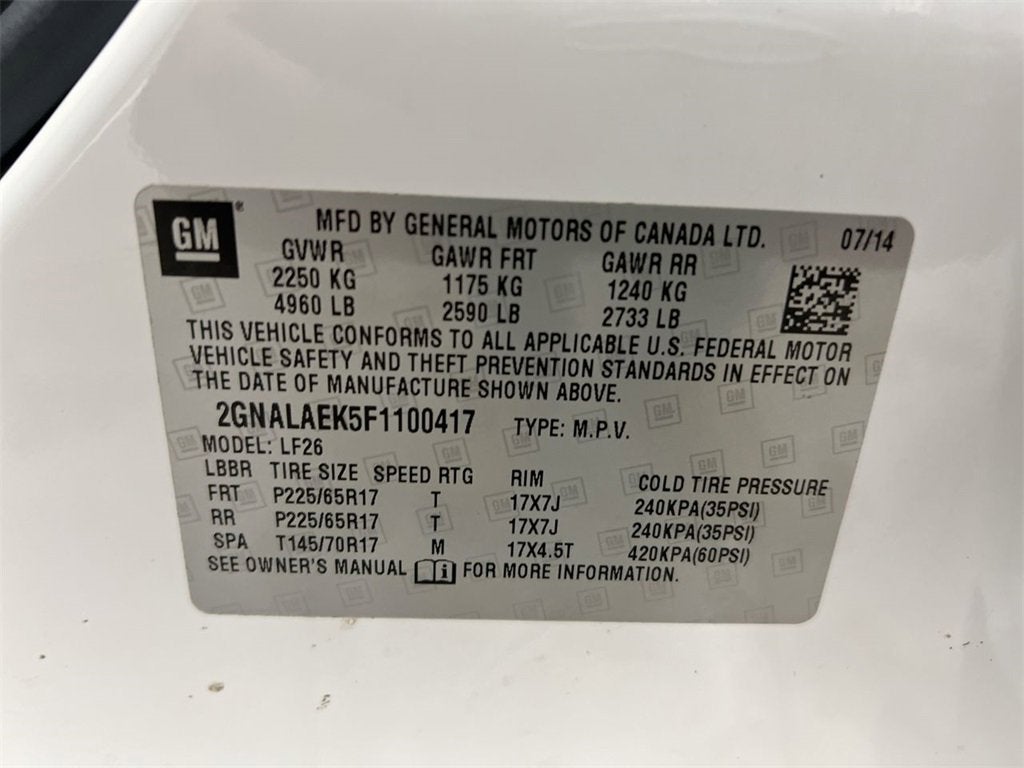 GM ® MFD BY GENERAL MOTORS OF CANADA LTD. 07/14
GVWR GAWR FRT GAWR RR
2250 KG 1175 KG 1240 KG
4960 LB 2590 LB 2733 LB
THIS VEHICLE CONFORMS TO ALL APPLICABLE U.S. FEDERAL MOTOR
VEHICLE SAFETY AND THEFT PREVENTION STANDARDS IN EFFECT ON
THE DATE OF MANUFACTURE SHOWN ABOVE.
2GNALAEK5F1100417 TYPE: M.P.V.
MODEL: LF26
LBBR TIRE SIZE SPEED RTG RIM COLD TIRE PRESSURE
FRT P225/65R17 T 17X7J 240KPA(35PSI)
RR P225/65R17 T 17X7J 240KPA(35PSI)
SPA T145/70R17 M 17X4.5T 420KPA(60PSI)
SEE OWNER'S MANUAL i FOR MORE INFORMATION.